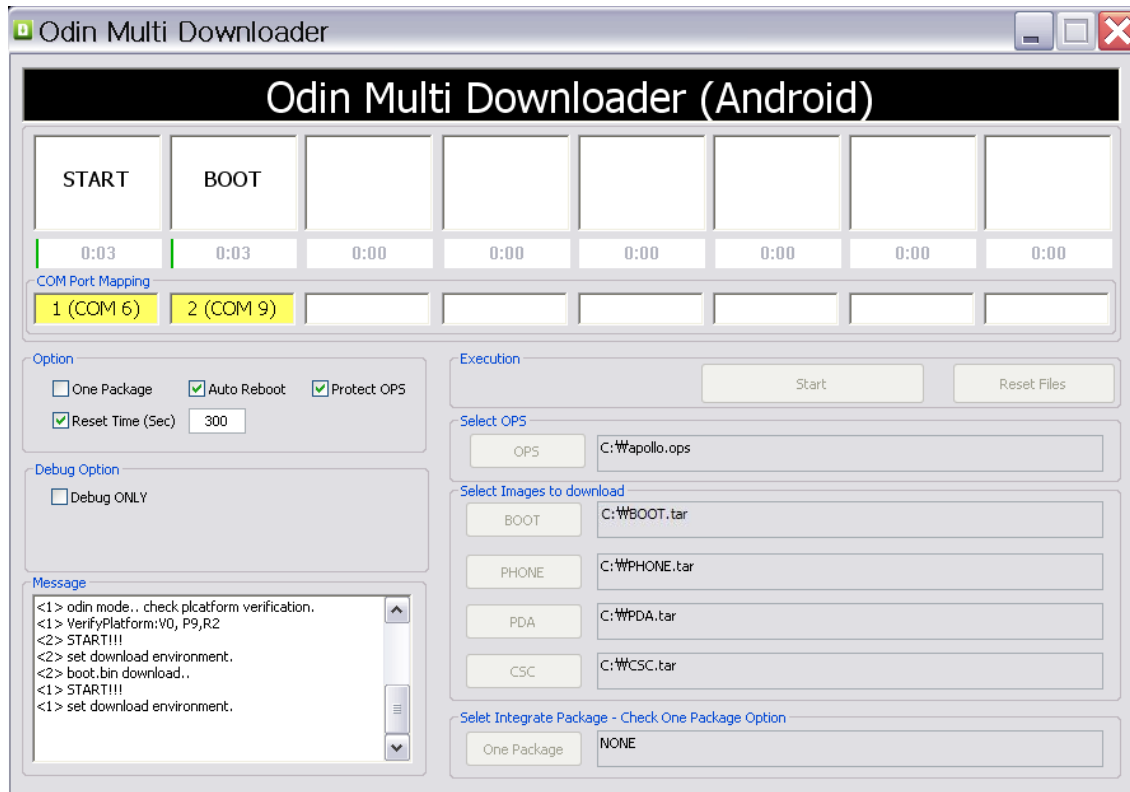 Odin Multi Downloader
Odin Multi Downloader (Android)
START BOOT
0:03 0:03 0:00 0:00 0:00 0:00 0:00 0:00
COM Port Mapping
1 (COM 6) 2 (COM 9)
Option
One Package Auto Reboot Protect OPS
Reset Time (Sec) 300
Debug Option
Debug ONLY
Message
<1> odin mode.. check plcatform verification.
<1> VerifyPlatform:V0, P9,R2
<2> START!!!
<2> set download environment.
<2> boot.bin download..
<1> START!!!
<1> set download environment.
Execution
Start Reset Files
Select OPS
OPS C:₩apollo.ops
Select Images to download
BOOT C:₩BOOT.tar
PHONE C:₩PHONE.tar
PDA C:₩PDA.tar
CSC C:₩CSC.tar
Selet Integrate Package - Check One Package Option
One Package NONE